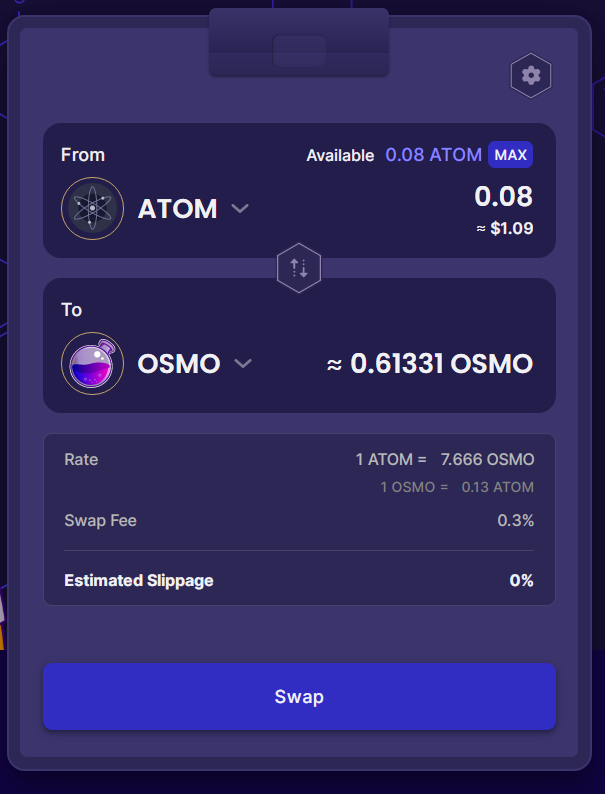 From
Available 0.08 ATOM MAX
ATOM
0.08
≈ $1.09
To
OSMO
≈ 0.61331 OSMO
Rate
1 ATOM = 7.666 OSMO
1 OSMO = 0.13 ATOM
Swap Fee
0.3%
Estimated Slippage
0%
Swap